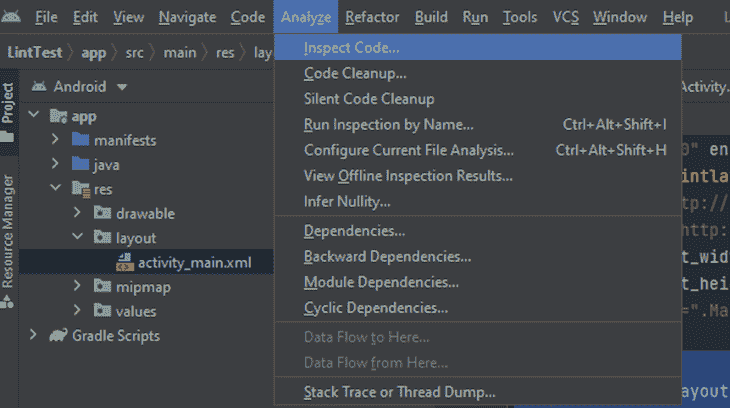 File Edit View Navigate Code Analyze Refactor Build Run Tools VCS Window Help
LintTest app src main res lay
Activity.
Project
Resource Manager
Android
app
manifests
java
res
drawable
layout
activity_main.xml
mipmap
values
Gradle Scripts
Inspect Code...
Code Cleanup...
Silent Code Cleanup
Run Inspection by Name... Ctrl+Alt+Shift+I
Configure Current File Analysis... Ctrl+Alt+Shift+H
View Offline Inspection Results...
Infer Nullity...
Dependencies...
Backward Dependencies...
Module Dependencies...
Cyclic Dependencies...
Data Flow to Here...
Data Flow from Here...
Stack Trace or Thread Dump...
0" en
intla
tp://
http:
t_wid
t_hei
=".Ma
ayout